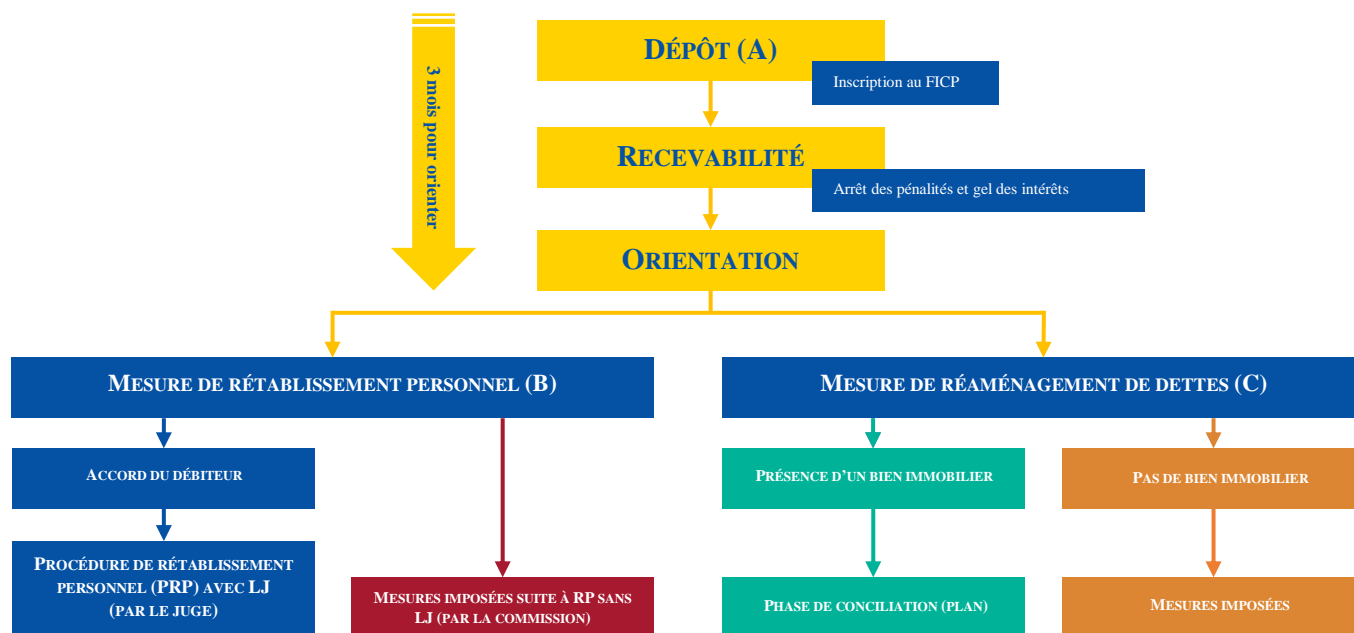 DÉPÔT (A)
Inscription au FICP
3 mois pour orienter
RECEVABILITÉ
Arrêt des pénalités et gel des intérêts
ORIENTATION
MESURE DE RÉTABLISSEMENT PERSONNEL (B)
MESURE DE RÉAMÉNAGEMENT DE DETTES (C)
ACCORD DU DÉBITEUR
PRÉSENCE D'UN BIEN IMMOBILIER
PAS DE BIEN IMMOBILIER
PROCÉDURE DE RÉTABLISSEMENT
PERSONNEL (PRP) AVEC LJ
(PAR LE JUGE)
MESURES IMPOSÉES SUITE À RP SANS
LJ (PAR LA COMMISSION)
PHASE DE CONCILIATION (PLAN)
MESURES IMPOSÉES